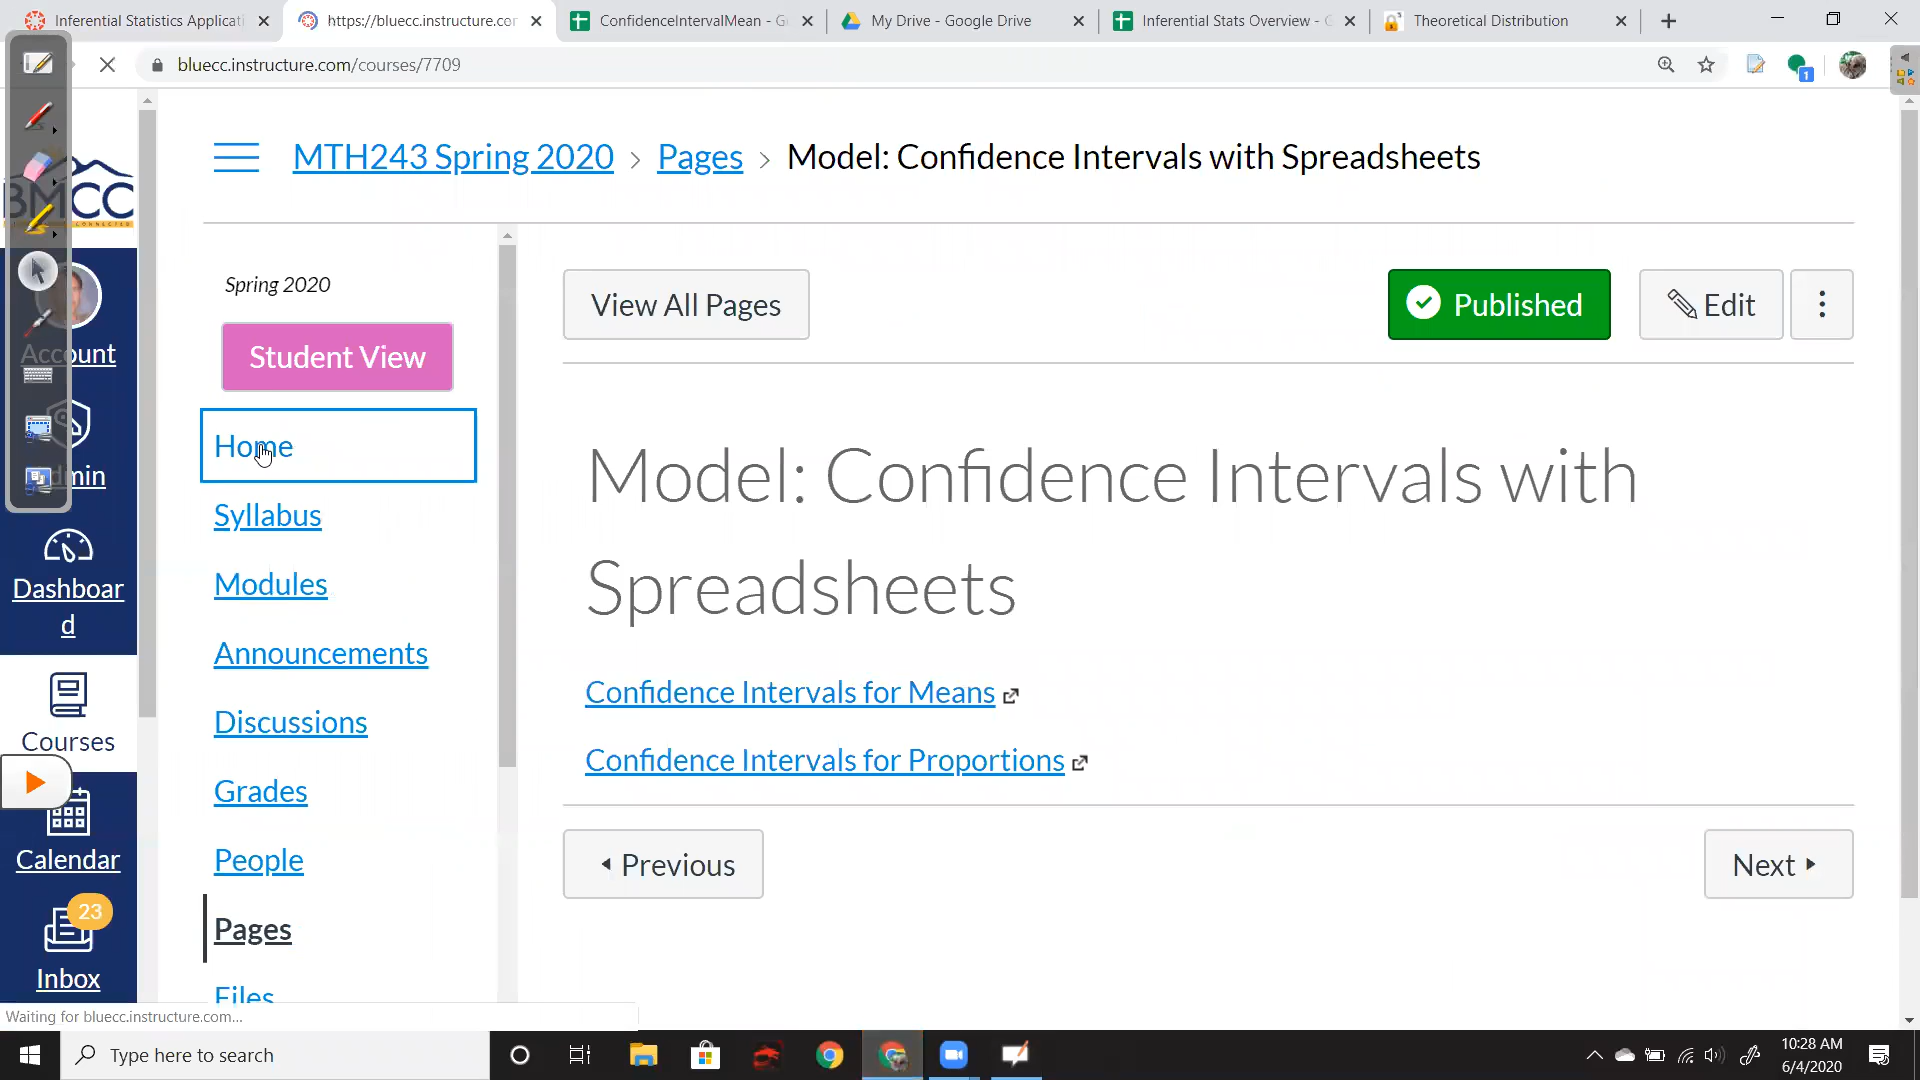 Inferential Statistics Applicati
https://bluecc.instructure.cor
ConfidenceIntervalMean - G
My Drive - Google Drive
Inferential Stats Overview - G
Theoretical Distribution
bluecc.instructure.com/courses/7709
1
BMCC
MTH243 Spring 2020 > Pages > Model: Confidence Intervals with Spreadsheets
Spring 2020
Student View
Home
Syllabus
Modules
Announcements
Discussions
Grades
People
Pages
Files
Account
dmin
Dashboar
d
Courses
Calendar
23
Inbox
View All Pages
Published
Edit
Model: Confidence Intervals with
Spreadsheets
Confidence Intervals for Means
Confidence Intervals for Proportions
Previous
Next
Waiting for bluecc.instructure.com...
Type here to search
10:28 AM
6/4/2020